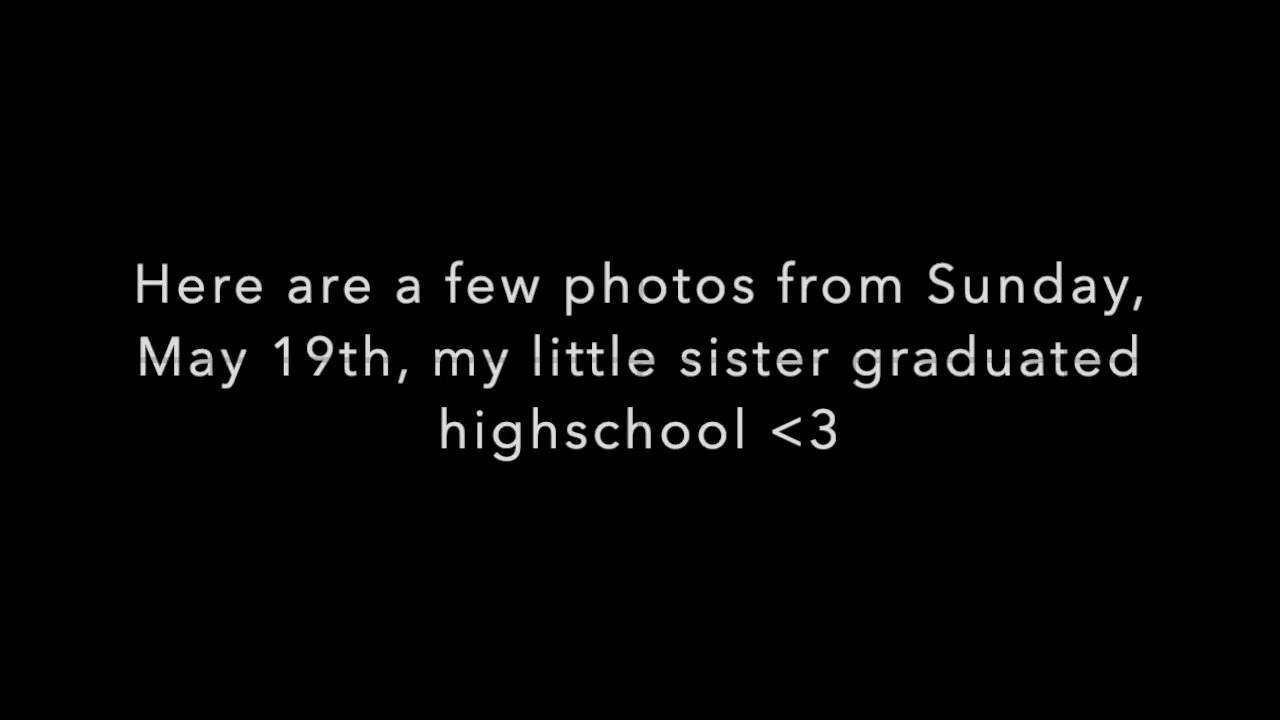 Here are a few photos from Sunday,
May 19th, my little sister graduated
highschool <3